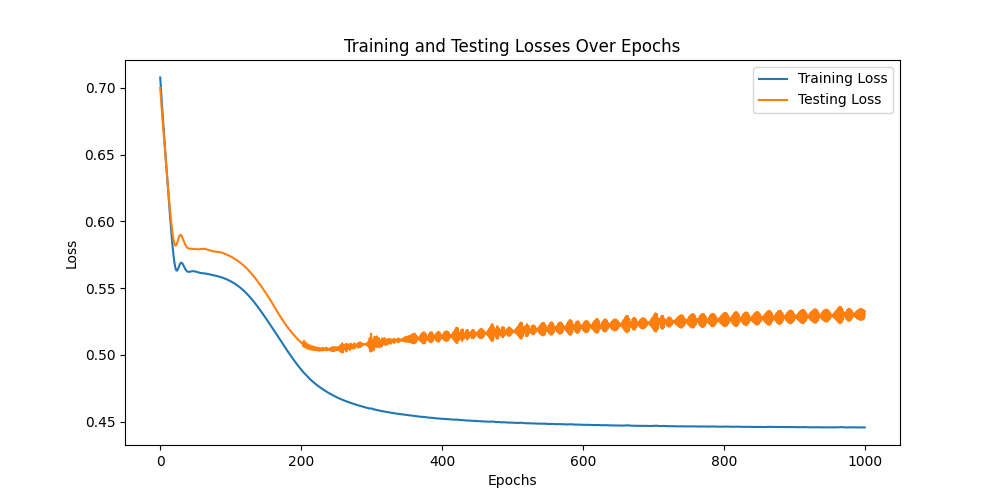 Training and Testing Losses Over Epochs
Training Loss
Testing Loss
Loss
0.70
0.65
0.60
0.55
0.50
0.45
0
200
400
600
800
1000
Epochs